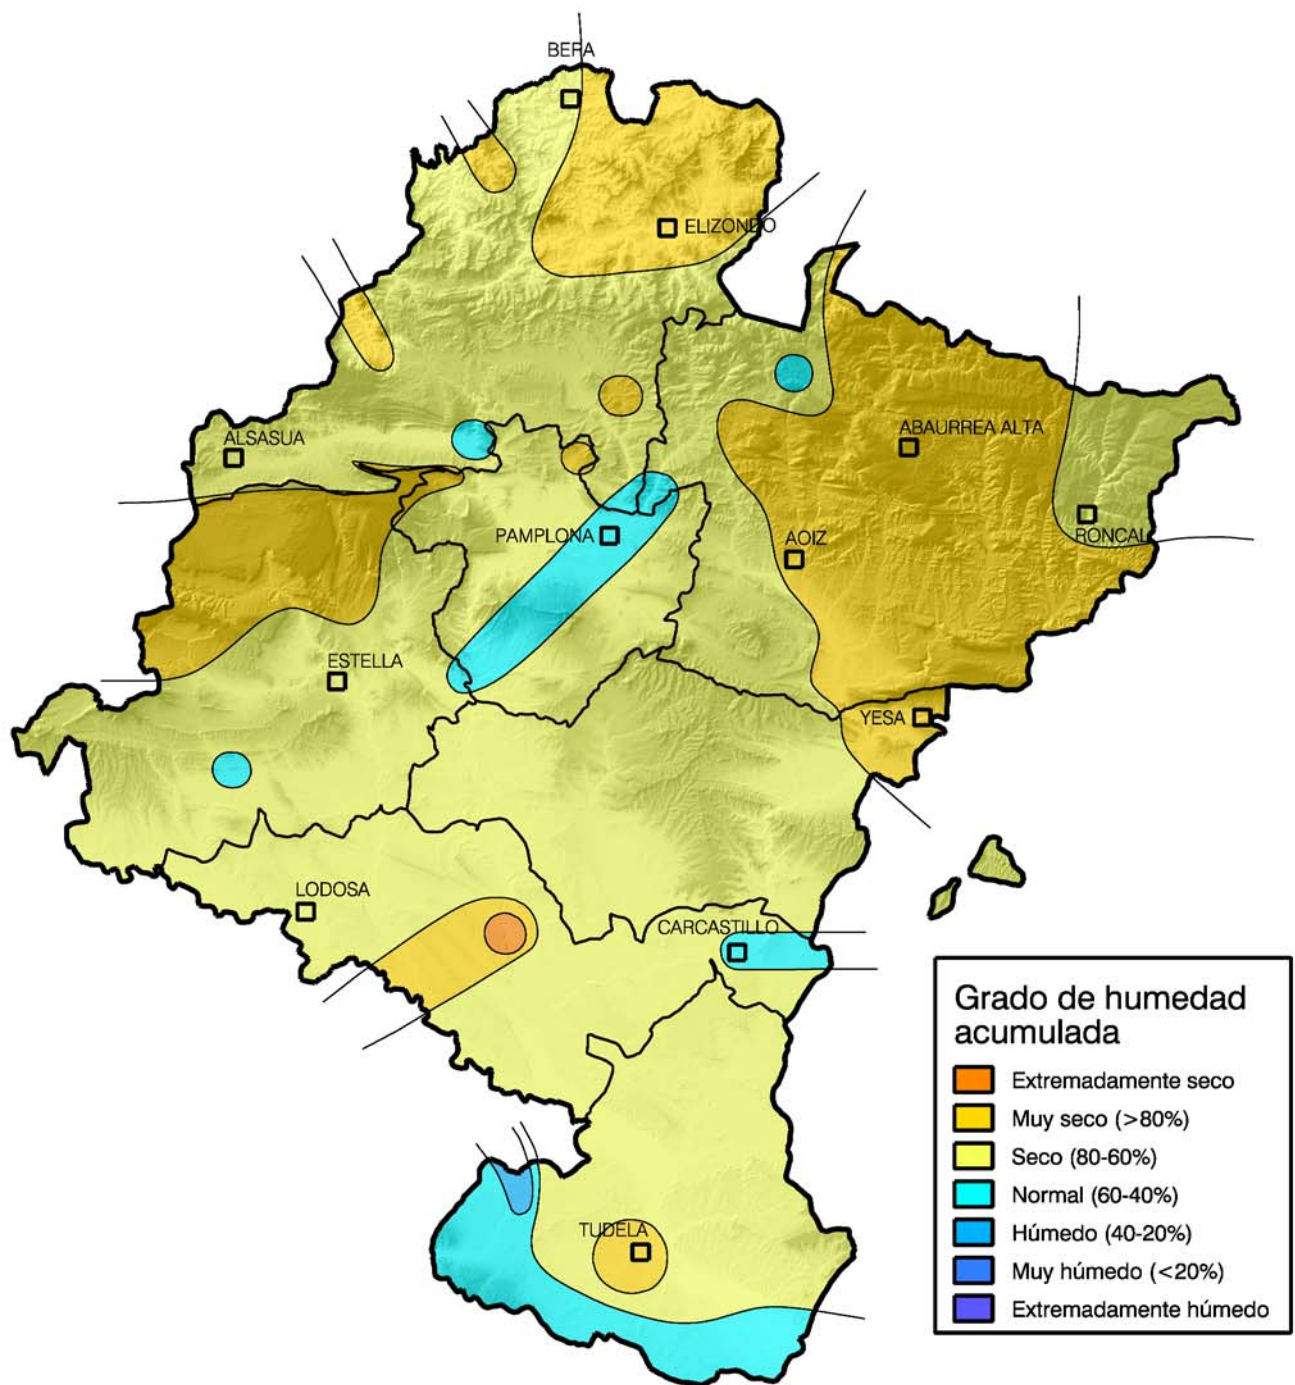 BERA
ELIZONDO
ALSASUA
ABAURREA ALTA
PAMPLONA
AOIZ
RONCAL
ESTELLA
YESA
LODOSA
CARCASTILLO
TUDELA
Grado de humedad
acumulada
Extremadamente seco
Muy seco (>80%)
Seco (80-60%)
Normal (60-40%)
Húmedo (40-20%)
Muy húmedo (<20%)
Extremadamente húmedo